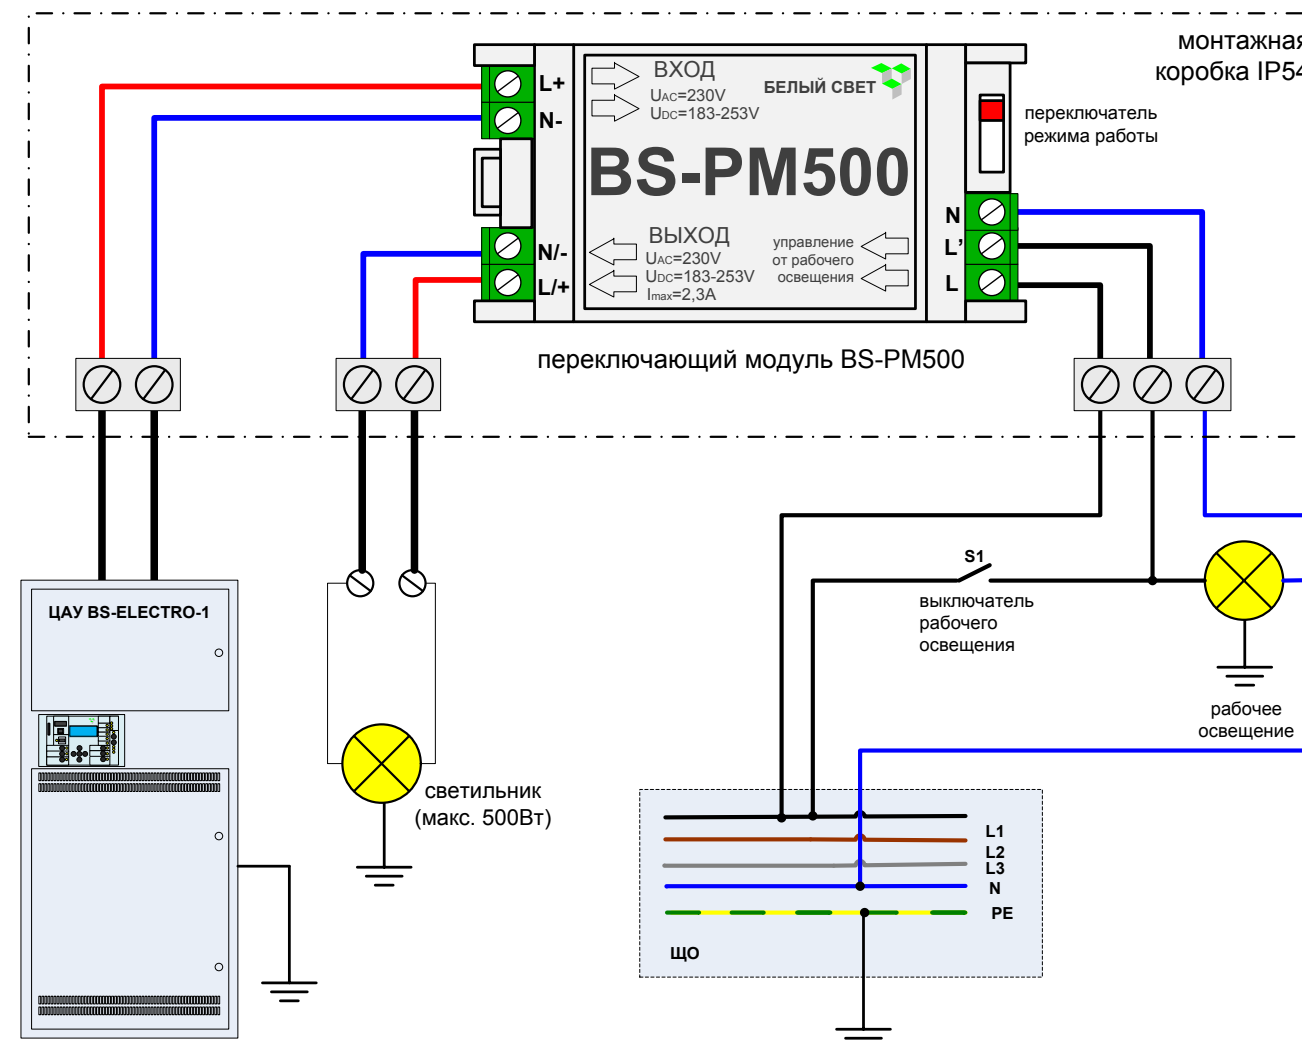 монтажная
коробка IP54
L+
N-
ВХОД
UAC=230V
UDC=183-253V
БЕЛЫЙ СВЕТ
переключатель
режима работы
BS-PM500
N/-
L/+
ВЫХОД
UAC=230V
UDC=183-253V
Imax=2,3A
управление
от рабочего
освещения
N
L’
L
переключающий модуль BS-PM500
S1
выключатель
рабочего
освещения
ЦАУ BS-ELECTRO-1
рабочее
освещение
светильник
(макс. 500Вт)
L1
L2
L3
N
PE
ЩО